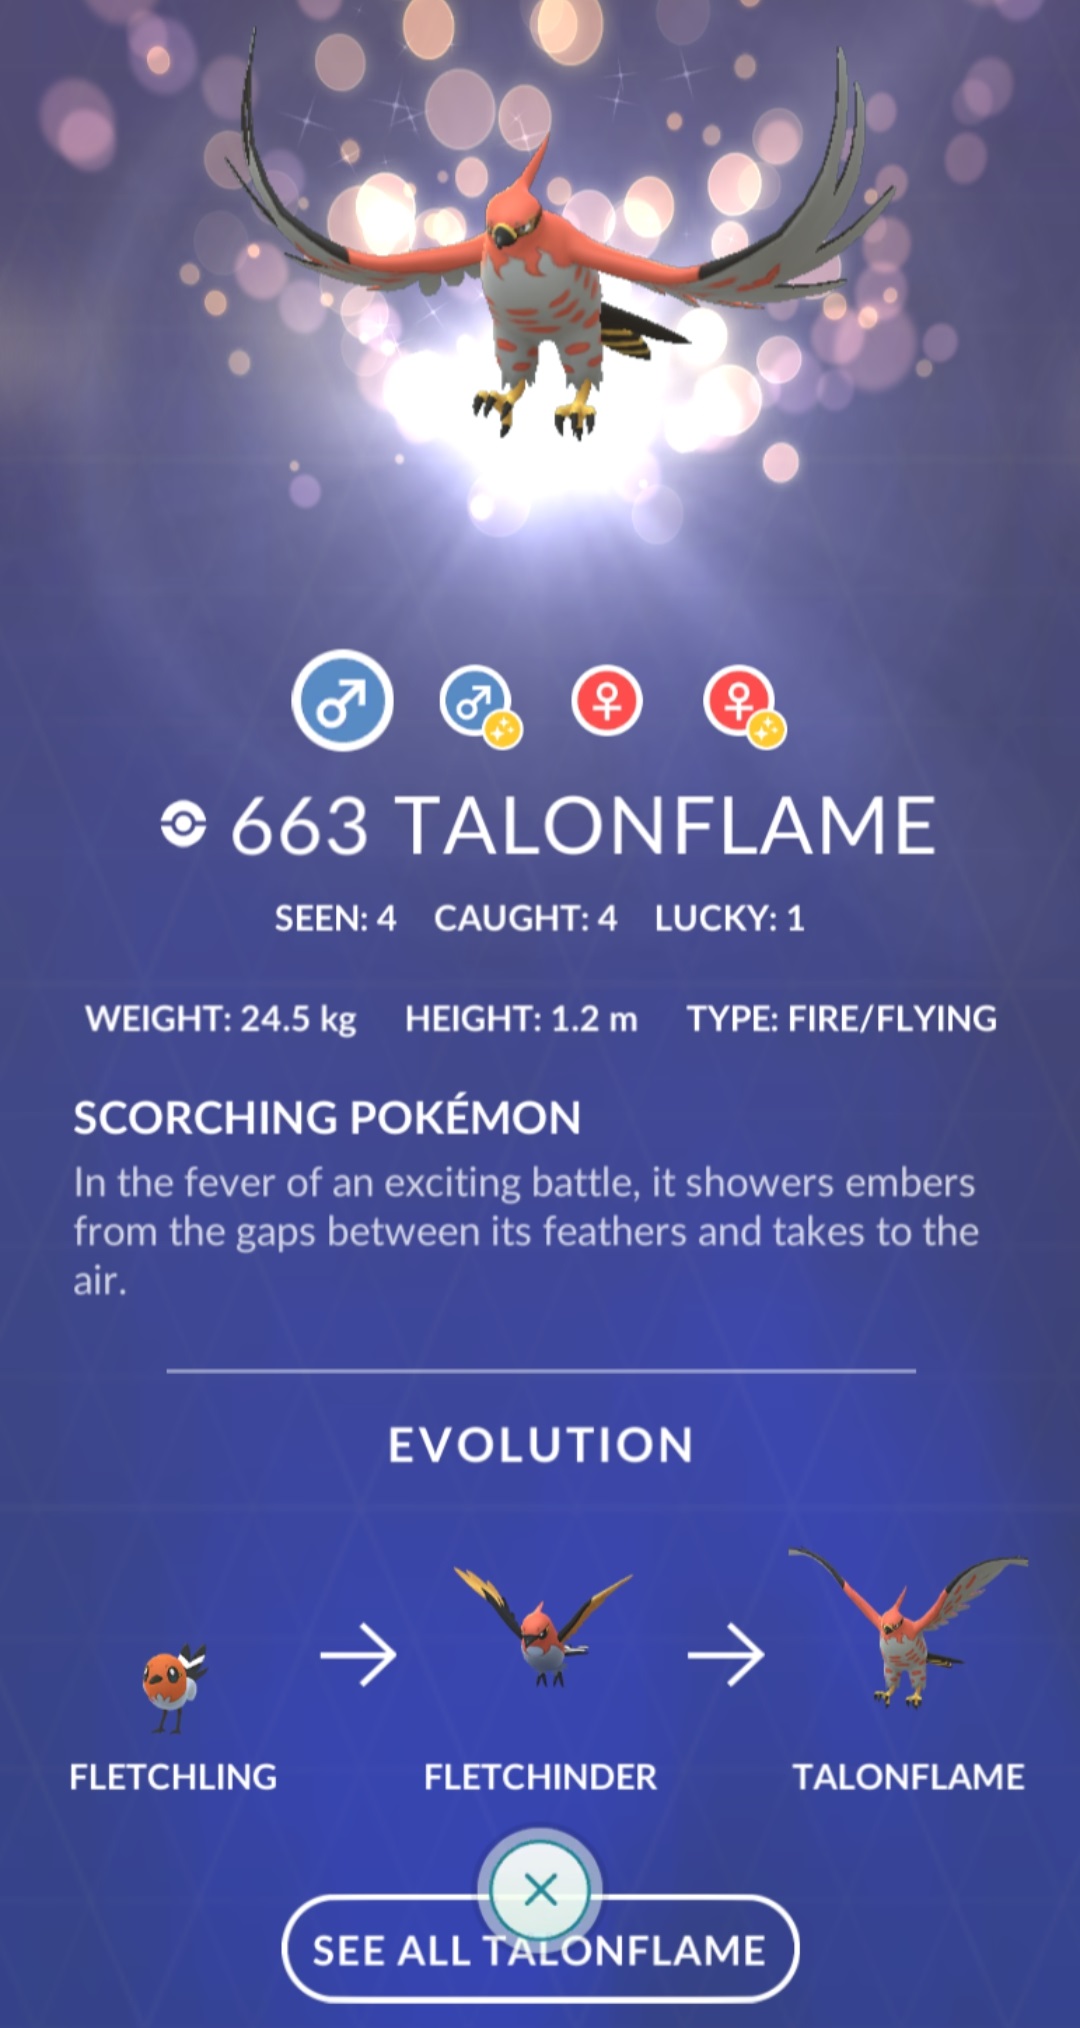 663 TALONFLAME
SEEN: 4 CAUGHT: 4 LUCKY: 1
WEIGHT: 24.5 kg HEIGHT: 1.2 m TYPE: FIRE/FLYING
SCORCHING POKÉMON
In the fever of an exciting battle, it showers embers
from the gaps between its feathers and takes to the
air.
EVOLUTION
FLETCHLING FLETCHINDER TALONFLAME
SEE ALL TALONFLAME